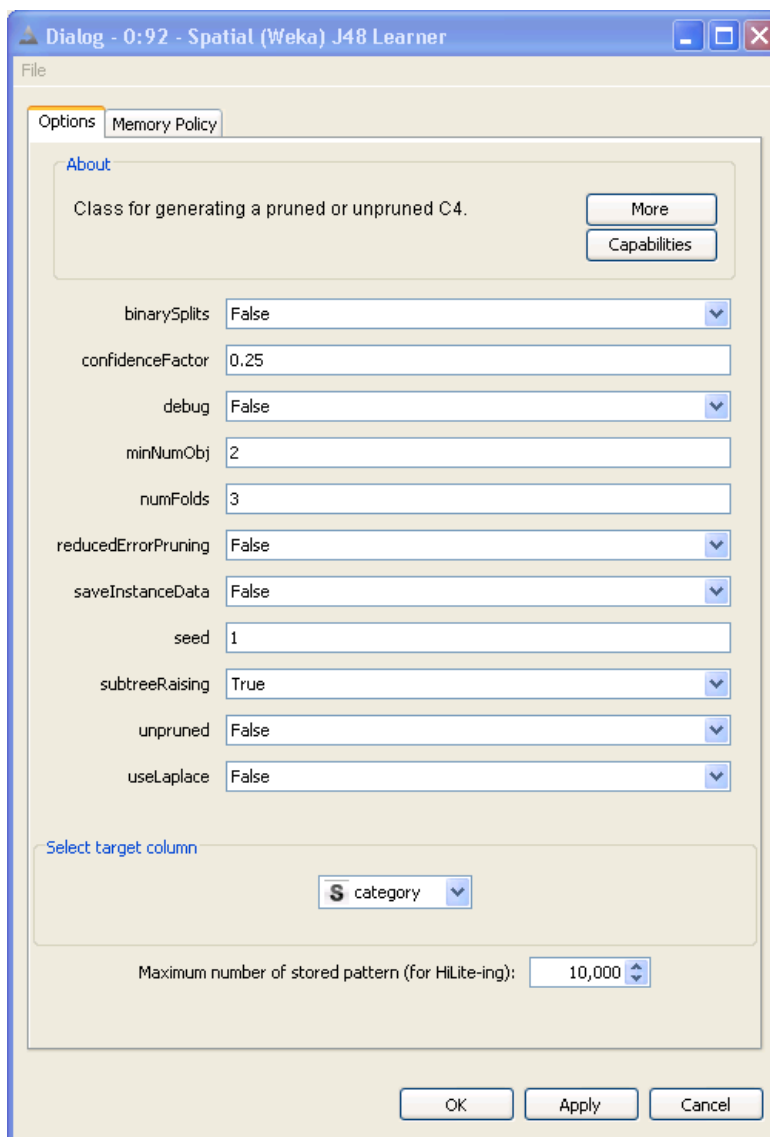 Dialog - 0:92 - Spatial (Weka) J48 Learner
File
Options Memory Policy
About
Class for generating a pruned or unpruned C4.
More
Capabilities
binarySplits False
confidenceFactor 0.25
debug False
minNumObj 2
numFolds 3
reducedErrorPruning False
saveInstanceData False
seed 1
subtreeRaising True
unpruned False
useLaplace False
Select target column
S category
Maximum number of stored pattern (for HiLite-ing): 10,000
OK Apply Cancel